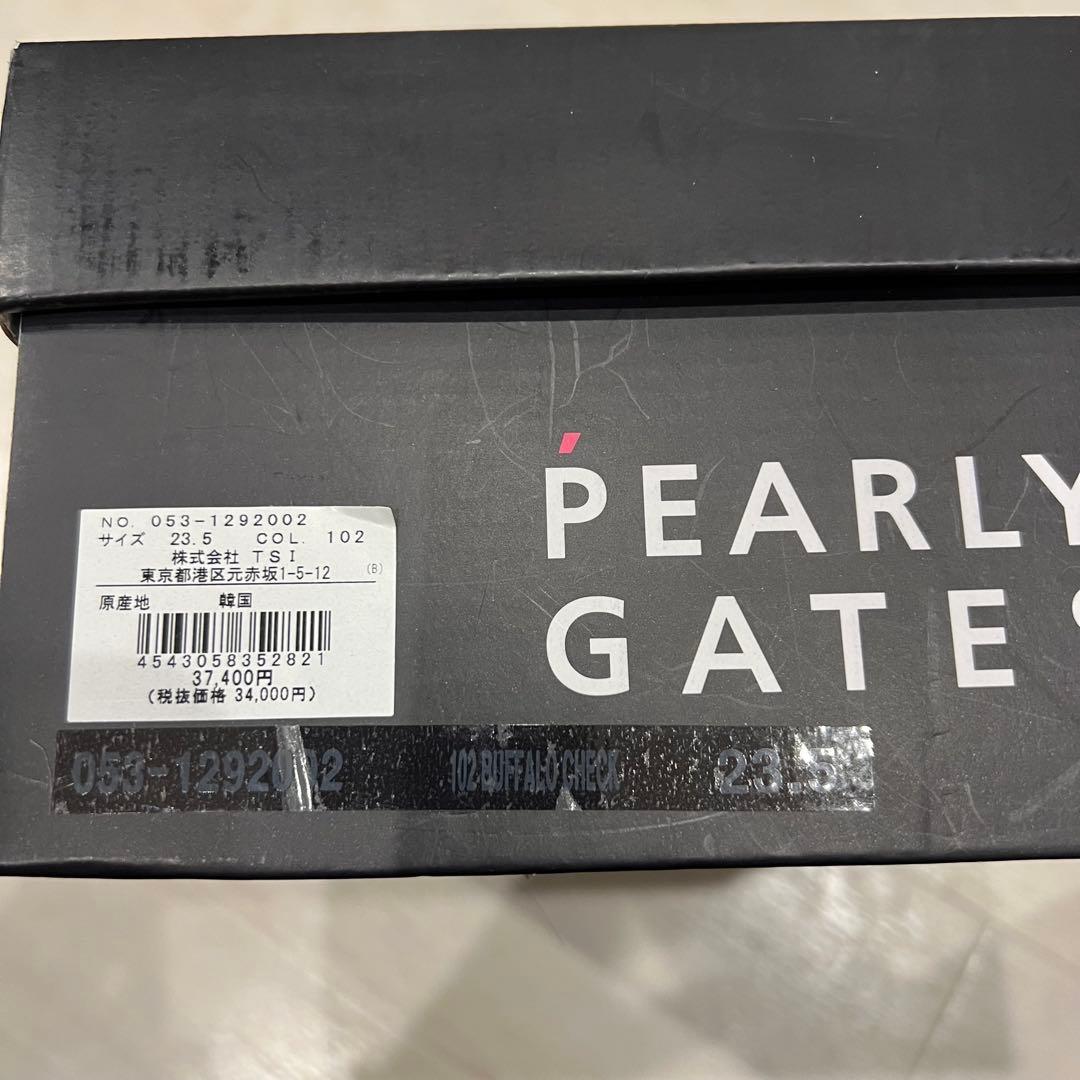 PEARLY
GATES
NO. 053-1292002
サイズ 23.5 COL. 102
株式会社 TSI
東京都港区元赤坂1-5-12 (B)
原産地 韓国
4543058352821
37,400円
(税抜価格 34,000円)
053-1292002 102 BUFFALO CHECK 23.5